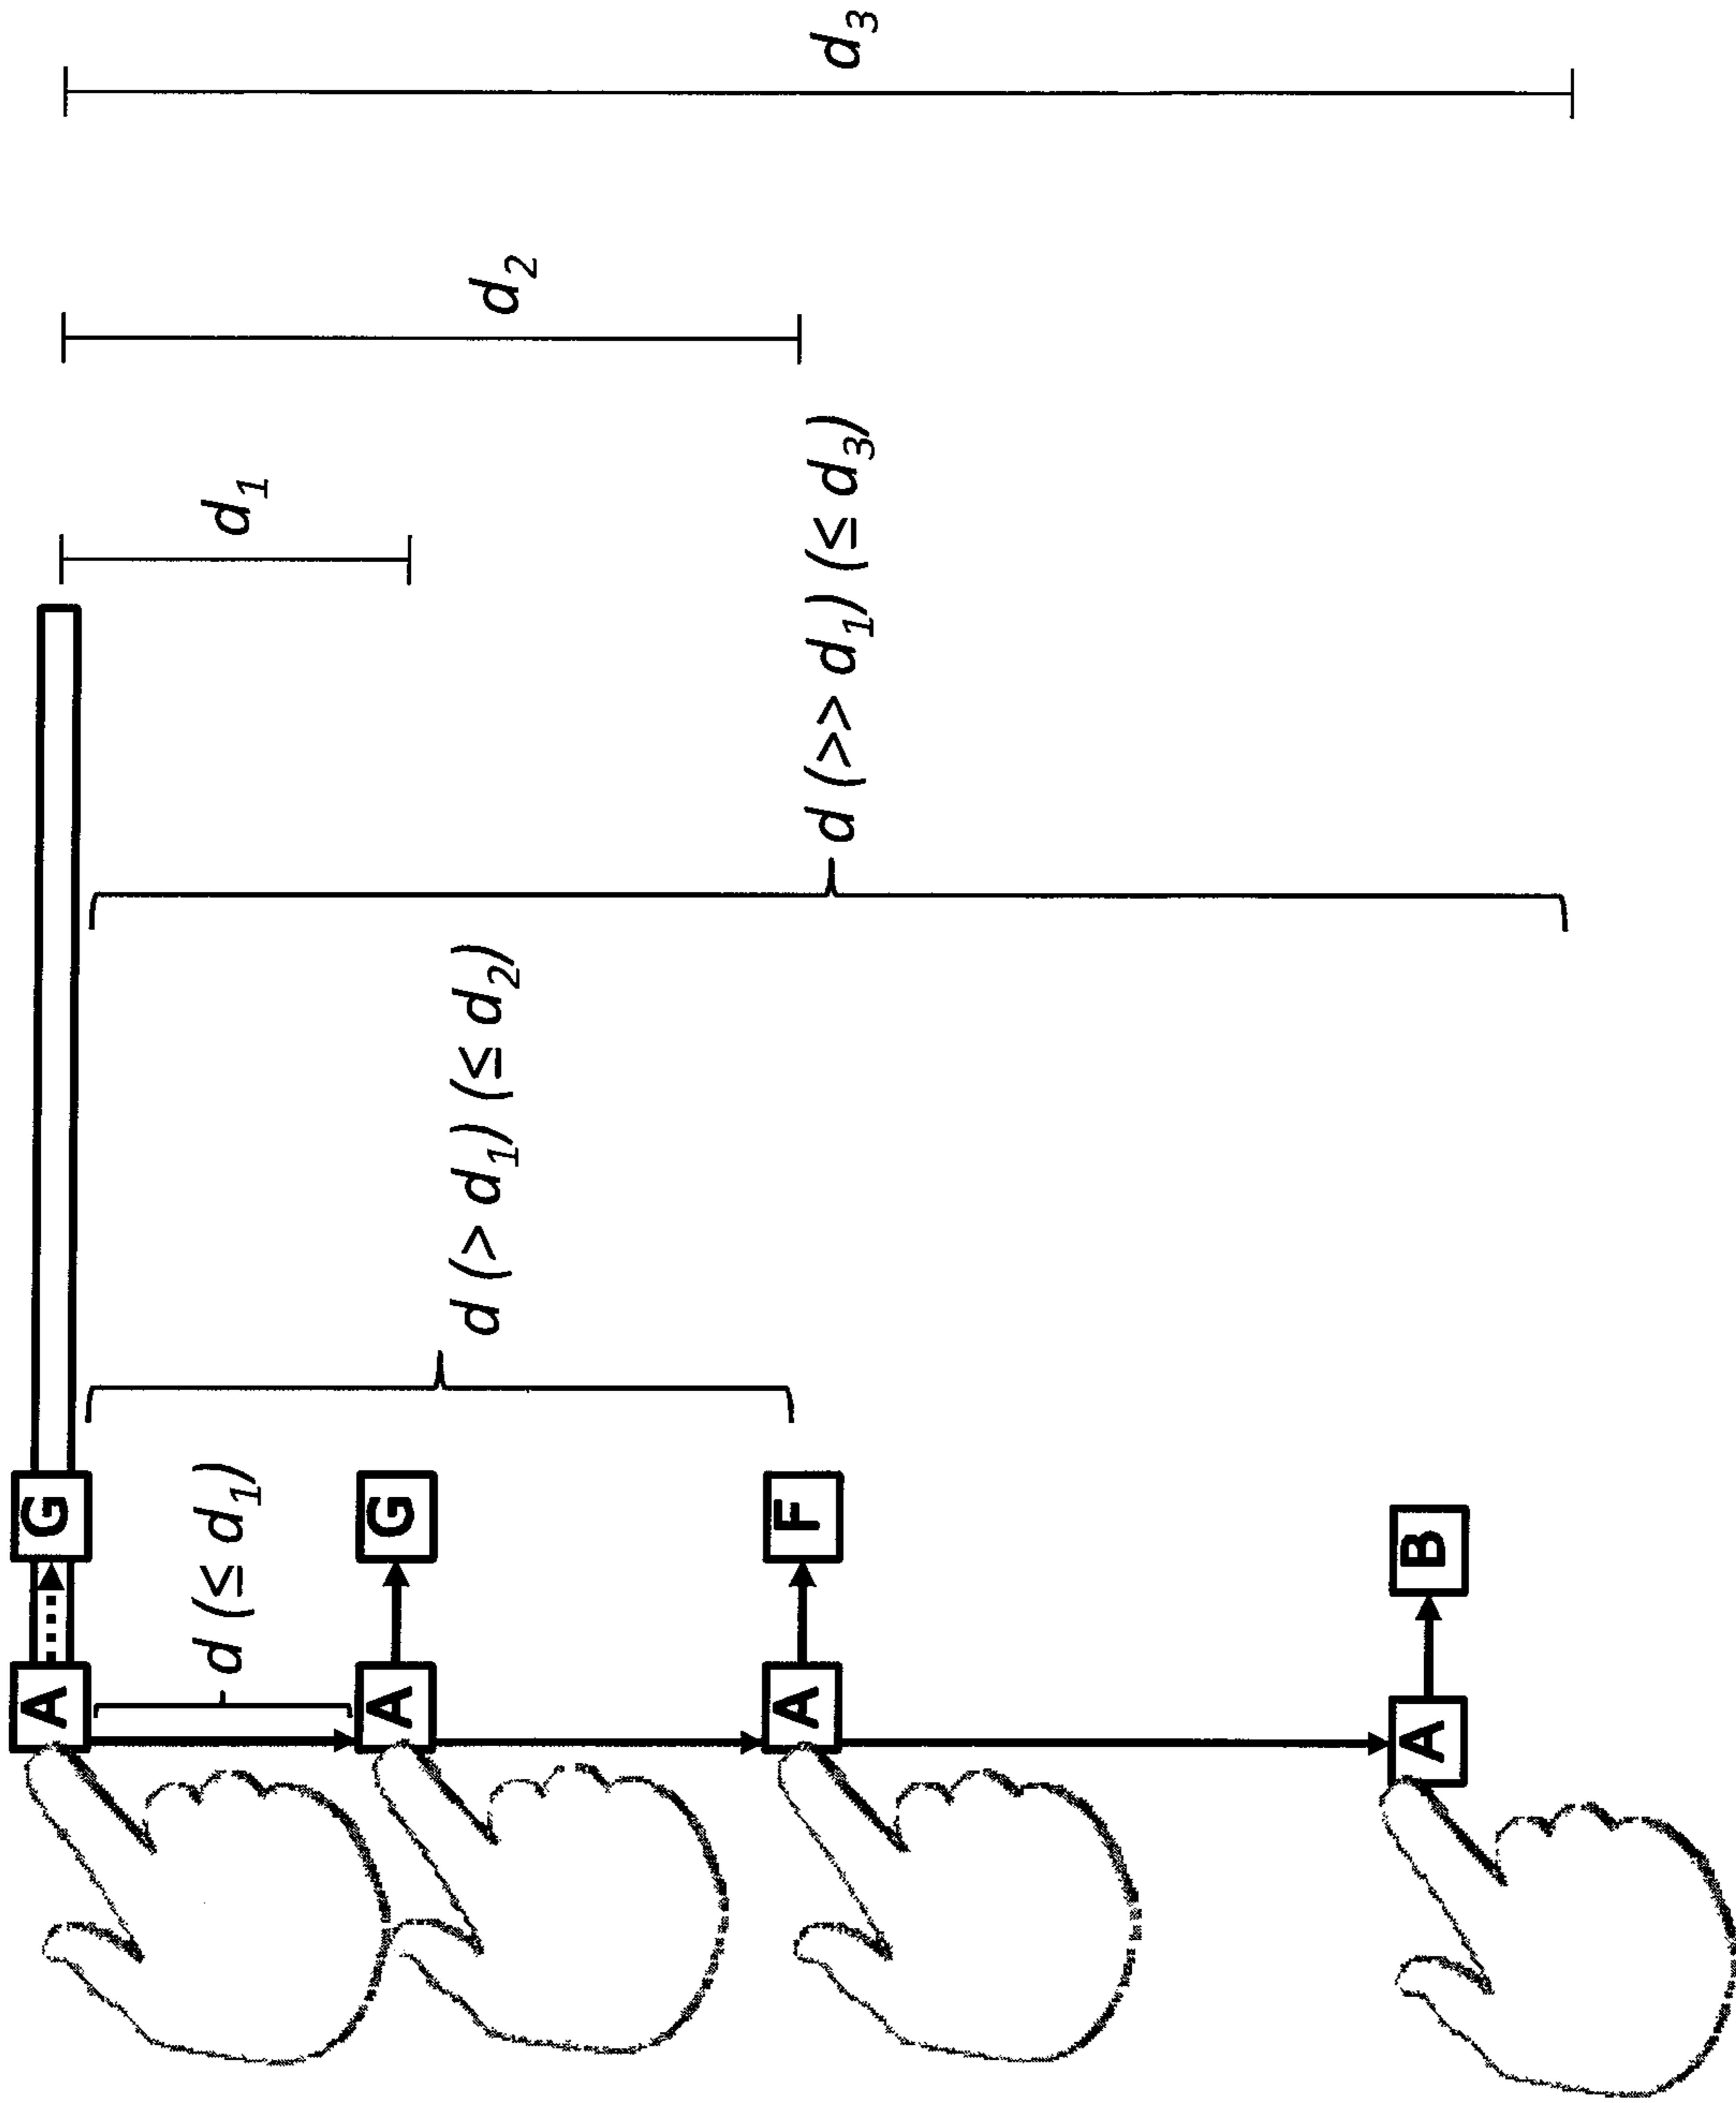 A
G
d (≤ d₁)
A
G
A
F
A
B
d (> d₁) (≤ d₂)
d (>> d₁) (≤ d₃)
d₁
d₂
d₃